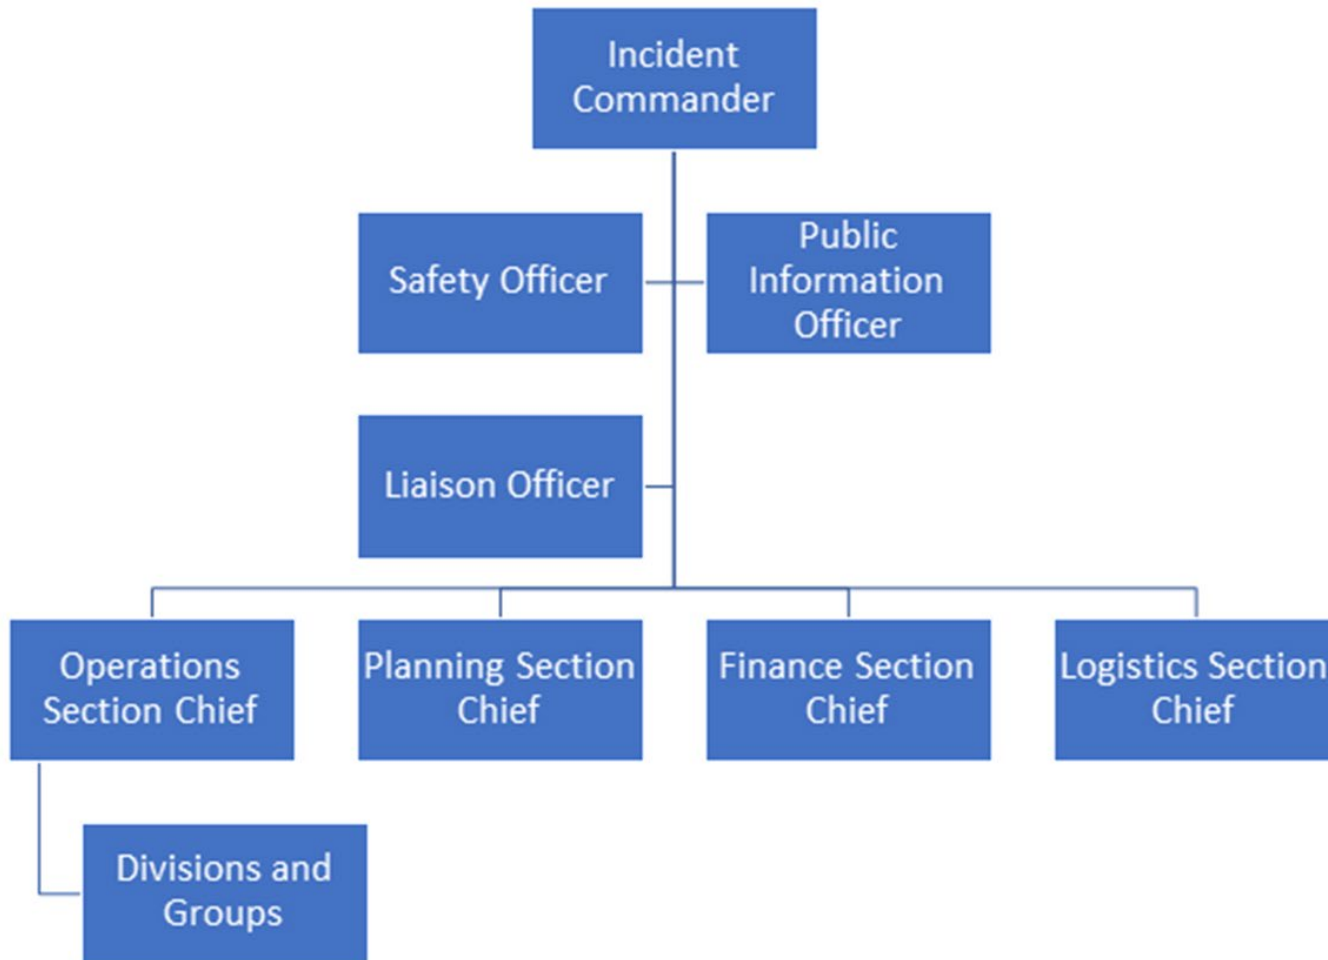 Incident
Commander
Safety Officer
Public
Information
Officer
Liaison Officer
Operations
Section Chief
Planning Section
Chief
Finance Section
Chief
Logistics Section
Chief
Divisions and
Groups